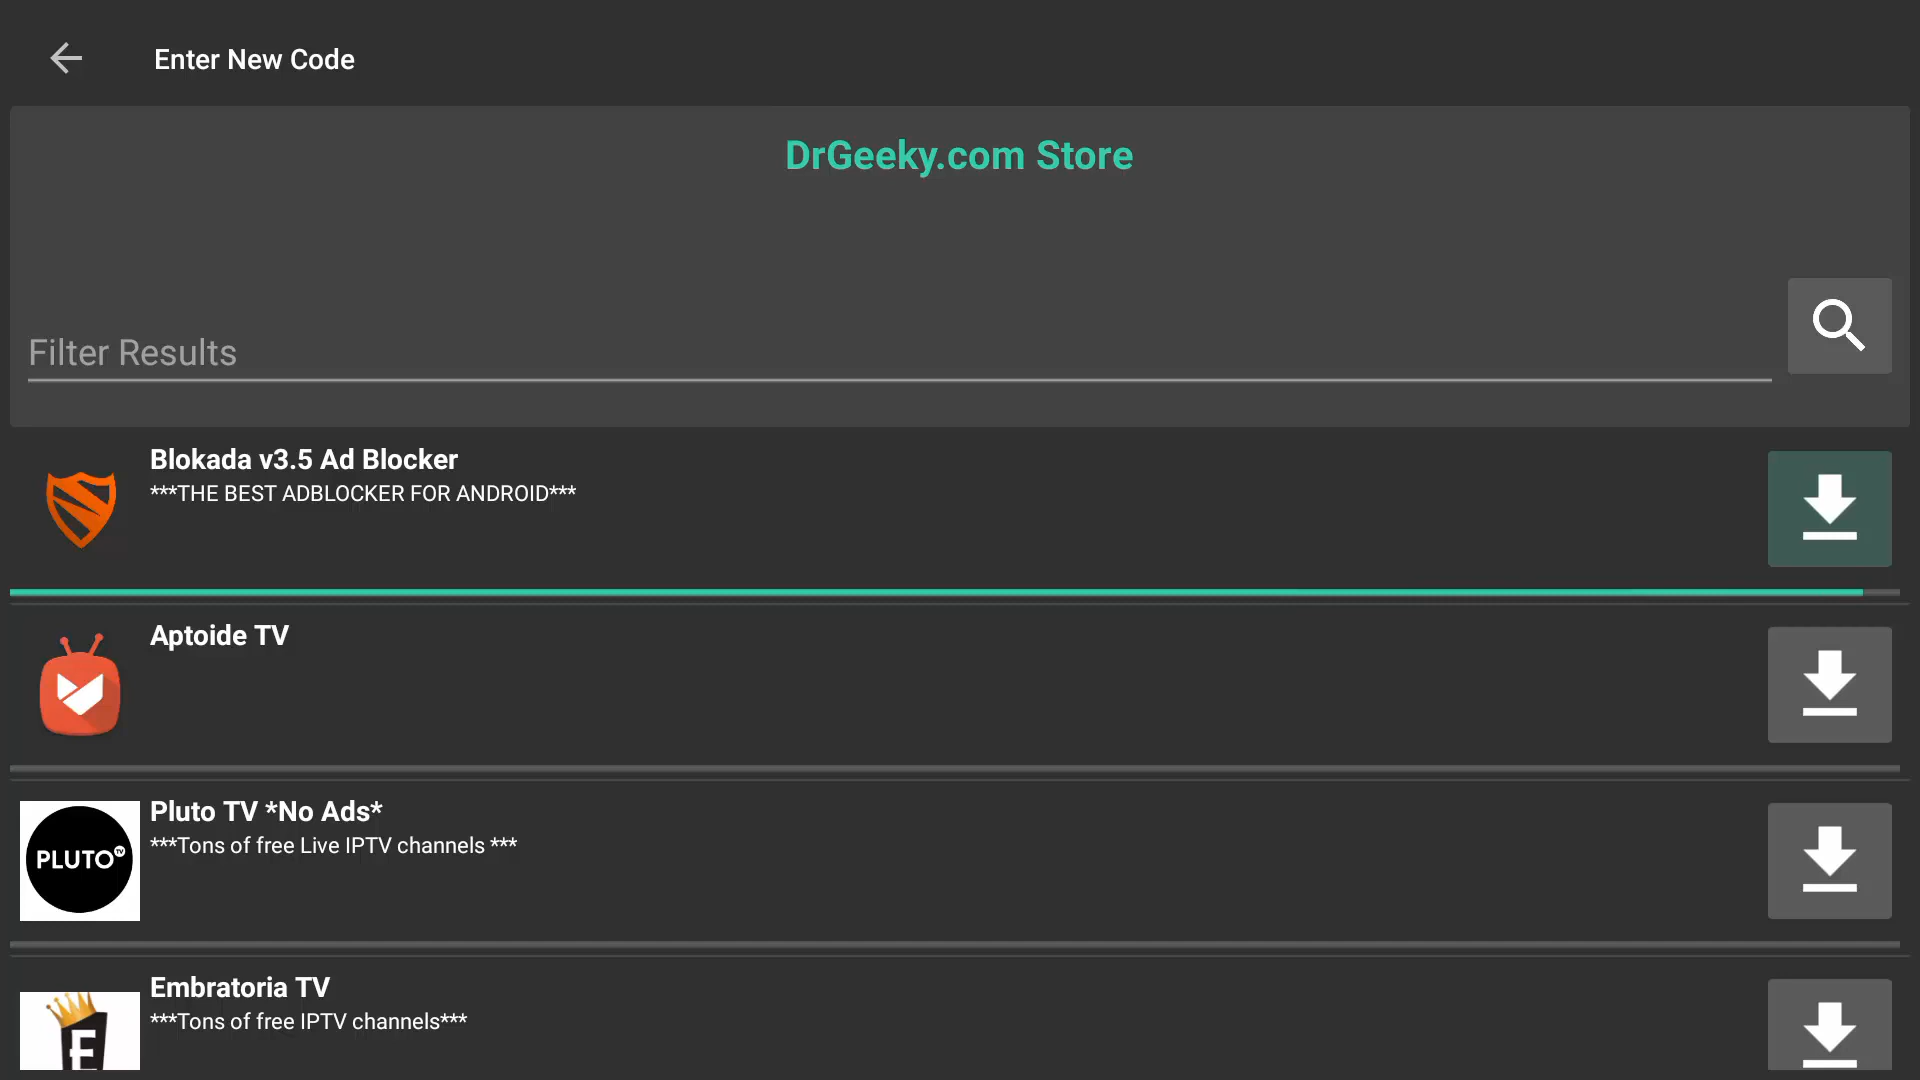 Enter New Code
DrGeeky.com Store
Filter Results
Blokada v3.5 Ad Blocker
***THE BEST ADBLOCKER FOR ANDROID***
Aptoide TV
Pluto TV *No Ads*
***Tons of free Live IPTV channels ***
PLUTO TV
Embratoria TV
***Tons of free IPTV channels***
E